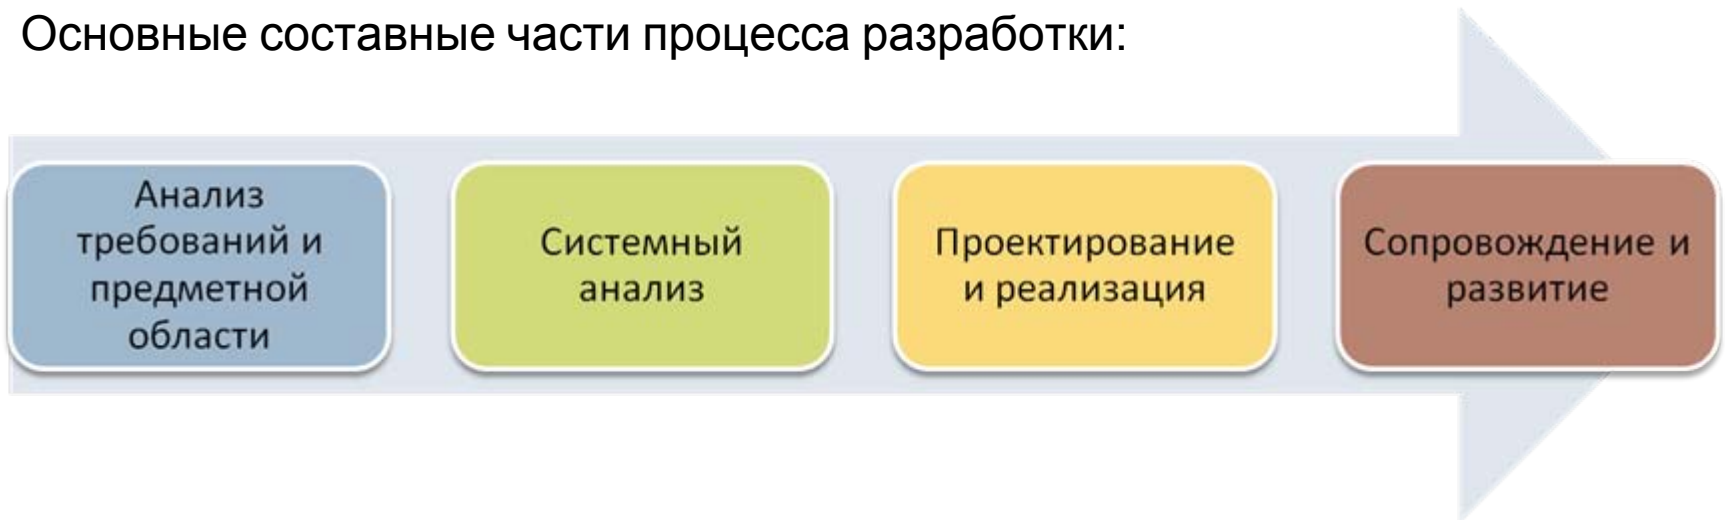 Основные составные части процесса разработки:
Анализ
требований и
предметной
области
Системный
анализ
Проектирование
и реализация
Сопровождение и
развитие